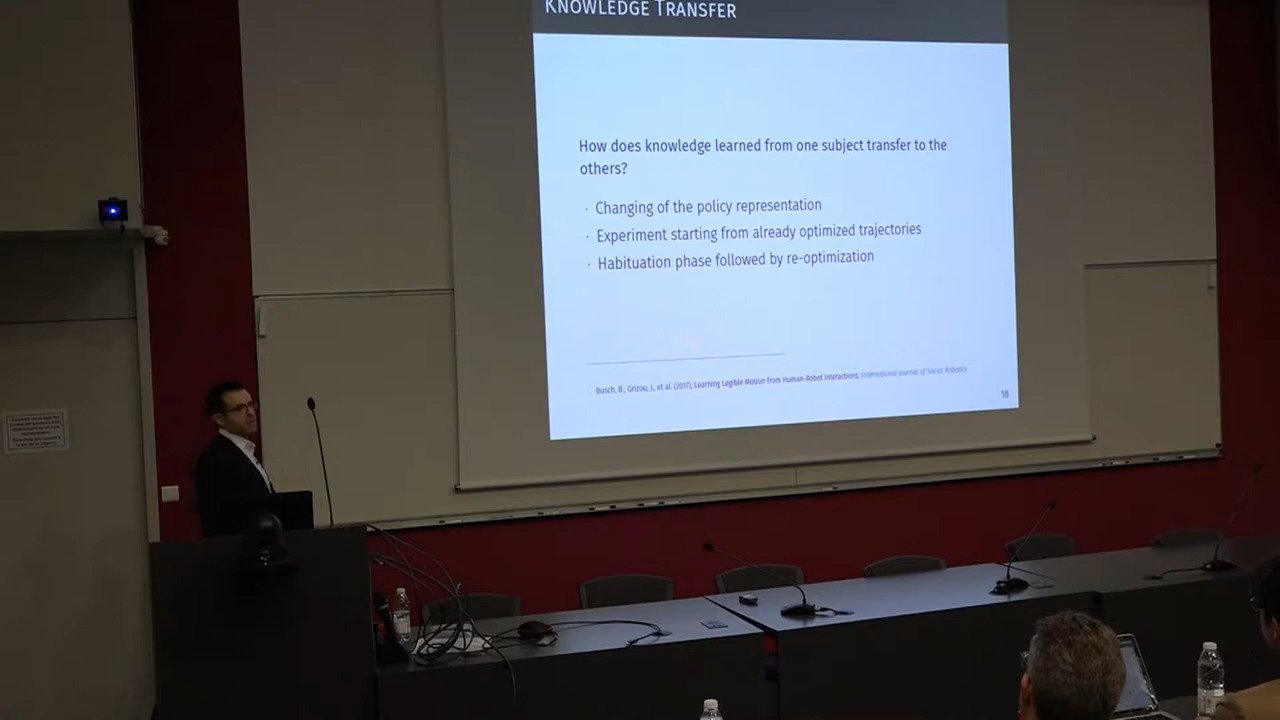 KNOWLEDGE TRANSFER
How does knowledge learned from one subject transfer to the
others?
· Changing of the policy representation
· Experiment starting from already optimized trajectories
· Habituation phase followed by re-optimization
Busch, B., Grizou, J., et al. (2017), Learning Legible Motion from Human-Robot Interactions, International Journal of Social Robotics.
18